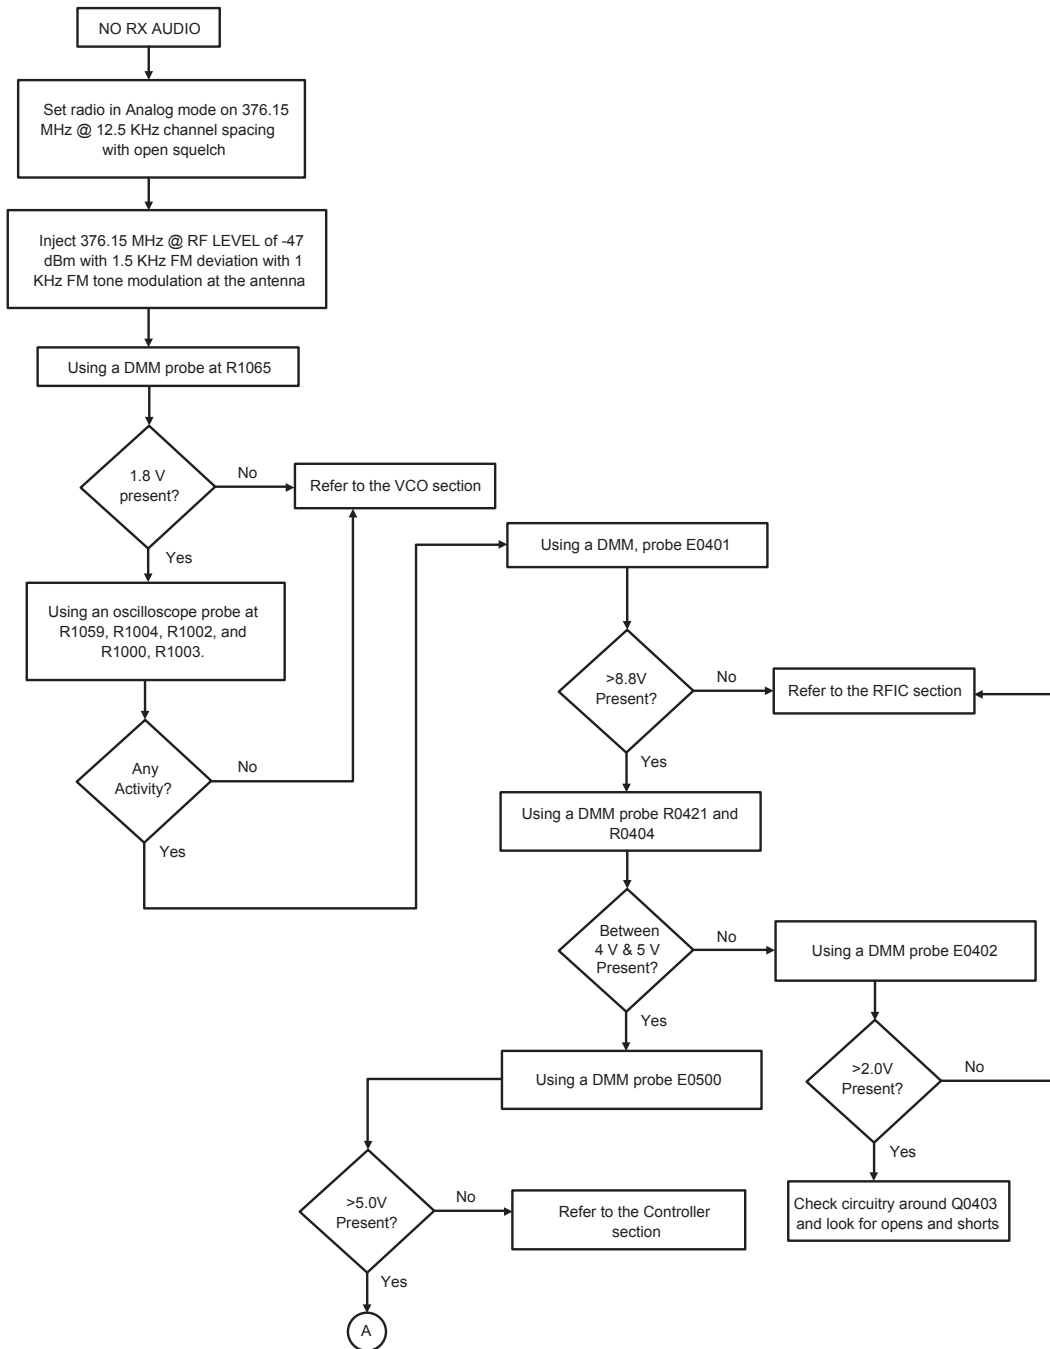 NO RX AUDIO
Set radio in Analog mode on 376.15
MHz @ 12.5 KHz channel spacing
with open squelch
Inject 376.15 MHz @ RF LEVEL of -47
dBm with 1.5 KHz FM deviation with 1
KHz FM tone modulation at the antenna
Using a DMM probe at R1065
1.8 V
present?
No
Refer to the VCO section
Yes
Using an oscilloscope probe at
R1059, R1004, R1002, and
R1000, R1003.
Any
Activity?
No
Yes
Using a DMM, probe E0401
>8.8V
Present?
No
Refer to the RFIC section
Yes
Using a DMM probe R0421 and
R0404
Between
4 V & 5 V
Present?
No
Using a DMM probe E0402
Yes
>2.0V
Present?
No
Yes
Check circuitry around Q0403
and look for opens and shorts
Using a DMM probe E0500
>5.0V
Present?
No
Refer to the Controller
section
Yes
A